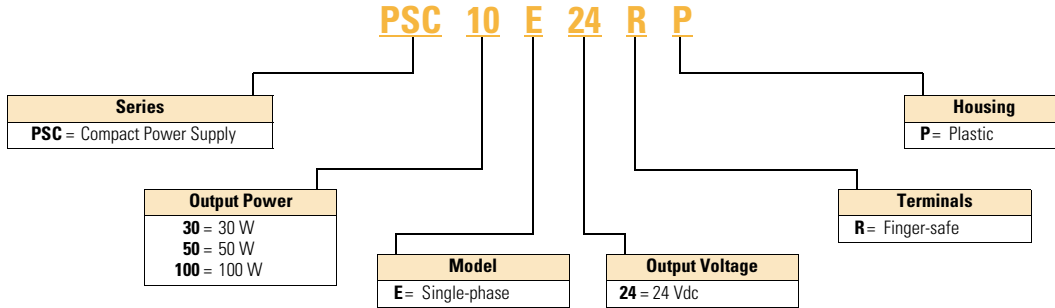 PSC 10 E 24 R P
Series
PSC = Compact Power Supply
Housing
P = Plastic
Output Power
30 = 30 W
50 = 50 W
100 = 100 W
Terminals
R = Finger-safe
Model
E = Single-phase
Output Voltage
24 = 24 Vdc